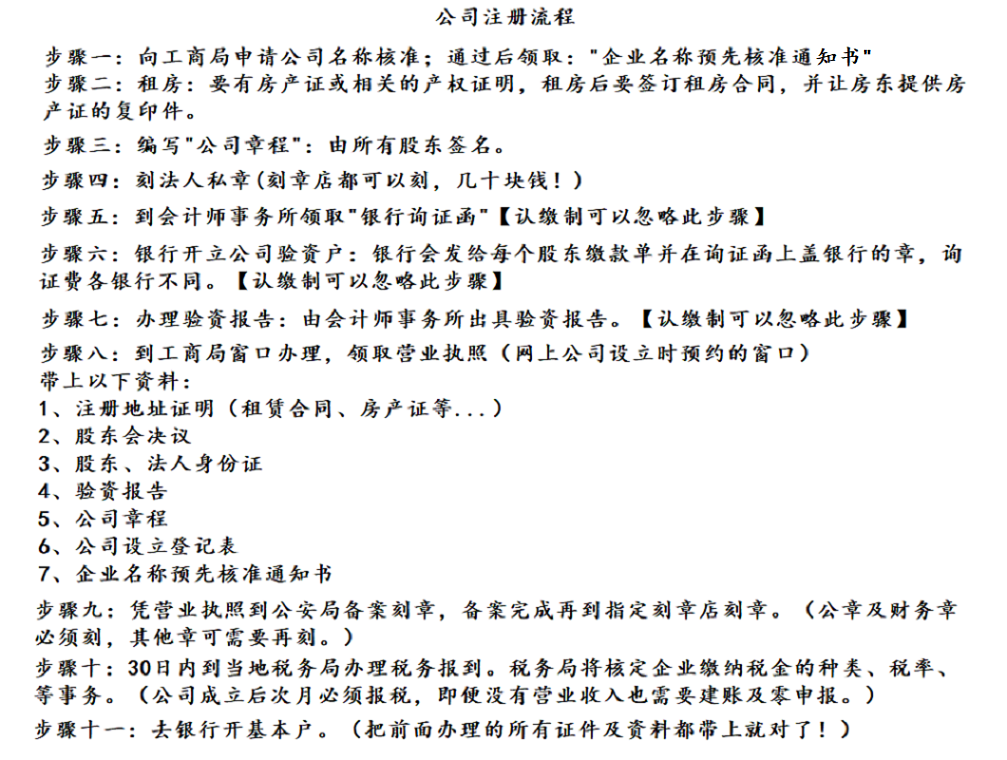 公司注册流程
步骤一：向工商局申请公司名称核准；通过后领取："企业名称预先核准通知书"
步骤二：租房：要有房产证或相关的产权证明，租房后要签订租房合同，并让房东提供房
产证的复印件。
步骤三：编写"公司章程"：由所有股东签名。
步骤四：刻法人私章(刻章店都可以刻，几十块钱！)
步骤五：到会计师事务所领取"银行询证函"【认缴制可以忽略此步骤】
步骤六：银行开立公司验资户：银行会发给每个股东缴款单并在询证函上盖银行的章，询
证费各银行不同。【认缴制可以忽略此步骤】
步骤七：办理验资报告：由会计师事务所出具验资报告。【认缴制可以忽略此步骤】
步骤八：到工商局窗口办理，领取营业执照（网上公司设立时预约的窗口）
带上以下资料：
1、注册地址证明（租赁合同、房产证等...）
2、股东会决议
3、股东、法人身份证
4、验资报告
5、公司章程
6、公司设立登记表
7、企业名称预先核准通知书
步骤九：凭营业执照到公安局备案刻章，备案完成再到指定刻章店刻章。（公章及财务章
必须刻，其他章可需要再刻。）
步骤十：30日内到当地税务局办理税务报到。税务局将核定企业缴纳税金的种类、税率、
等事务。（公司成立后次月必须报税，即便没有营业收入也需要建账及零申报。）
步骤十一：去银行开基本户。（把前面办理的所有证件及资料都带上就对了！）